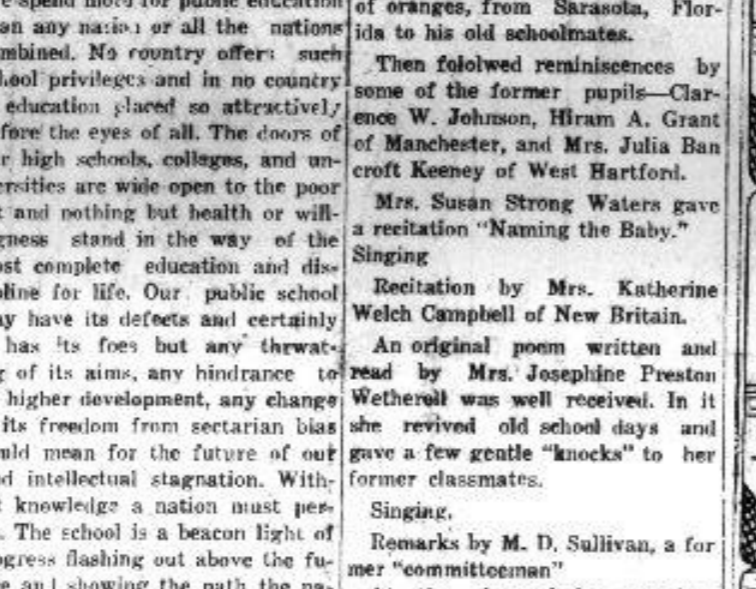 spend more for public education
an any nation or all the nations
mbined. No country offers such
hool privileges and in no country
education placed so attractively
fore the eyes of all. The doors of
r high schools, collages, and un-
ersities are wide open to the poor
t and nothing but health or will-
gness stand in the way of the
ost complete education and dis-
pline for life. Our public school
ay have its defects and certainly
has its foes but any thrwat-
g of its aims, any hindrance to
higher development, any change
its freedom from sectarian bias
uld mean for the future of our
d intellectual stagnation. With-
t knowledge a nation must per-
. The school is a beacon light of
ogress flashing out above the fu-
e and showing the path the na-
of oranges, from Sarasota, Flor-
ida to his old schoolmates.
Then fololwed reminiscences by
some of the former pupils—Clar-
ence W. Johnson, Hiram A. Grant
of Manchester, and Mrs. Julia Ban
croft Keeney of West Hartford.
Mrs. Susan Strong Waters gave
a recitation "Naming the Baby."
Singing
Recitation by Mrs. Katherine
Welch Campbell of New Britain.
An original poem written and
read by Mrs. Josephine Preston
Wetherell was well received. In it
she revived old school days and
gave a few gentle "knocks" to her
former classmates.
Singing.
Remarks by M. D. Sullivan, a for
mer "committeeman"